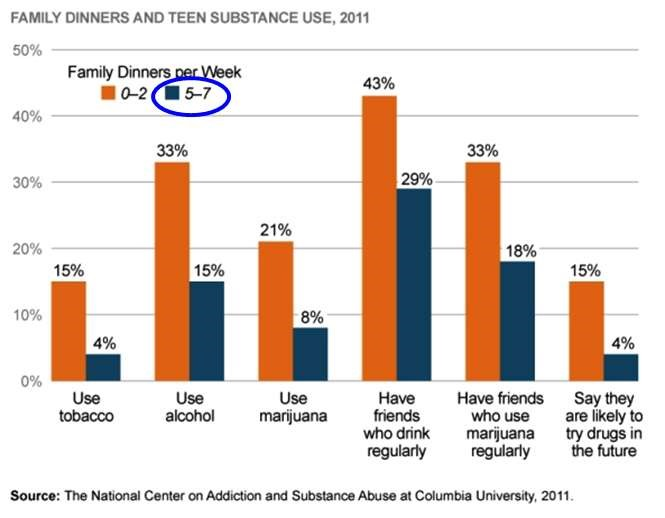 FAMILY DINNERS AND TEEN SUBSTANCE USE, 2011
50%
Family Dinners per Week
0–2 5–7
43%
40%
33% 33%
30%
29%
21%
20%
18%
15% 15% 15%
10%
8%
4% 4%
0%
Use tobacco
Use alcohol
Use marijuana
Have friends who drink regularly
Have friends who use marijuana regularly
Say they are likely to try drugs in the future
Source: The National Center on Addiction and Substance Abuse at Columbia University, 2011.